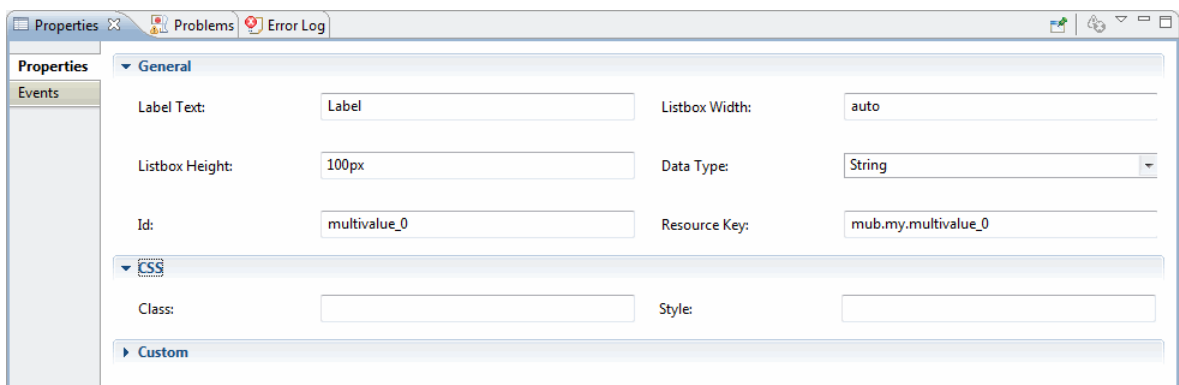 Properties Problems Error Log
Properties
General
Events
Label Text: Label Listbox Width: auto
Listbox Height: 100px Data Type: String
Id: multivalue_0 Resource Key: mub.my.multivalue_0
CSS
Class: Style:
Custom